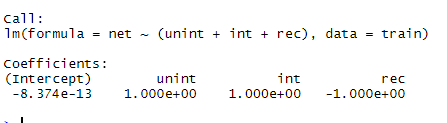 Call:
lm(formula = net ~ (unint + int + rec), data = train)
Coefficients:
(Intercept) unint int rec
-8.374e-13 1.000e+00 1.000e+00 -1.000e+00
>